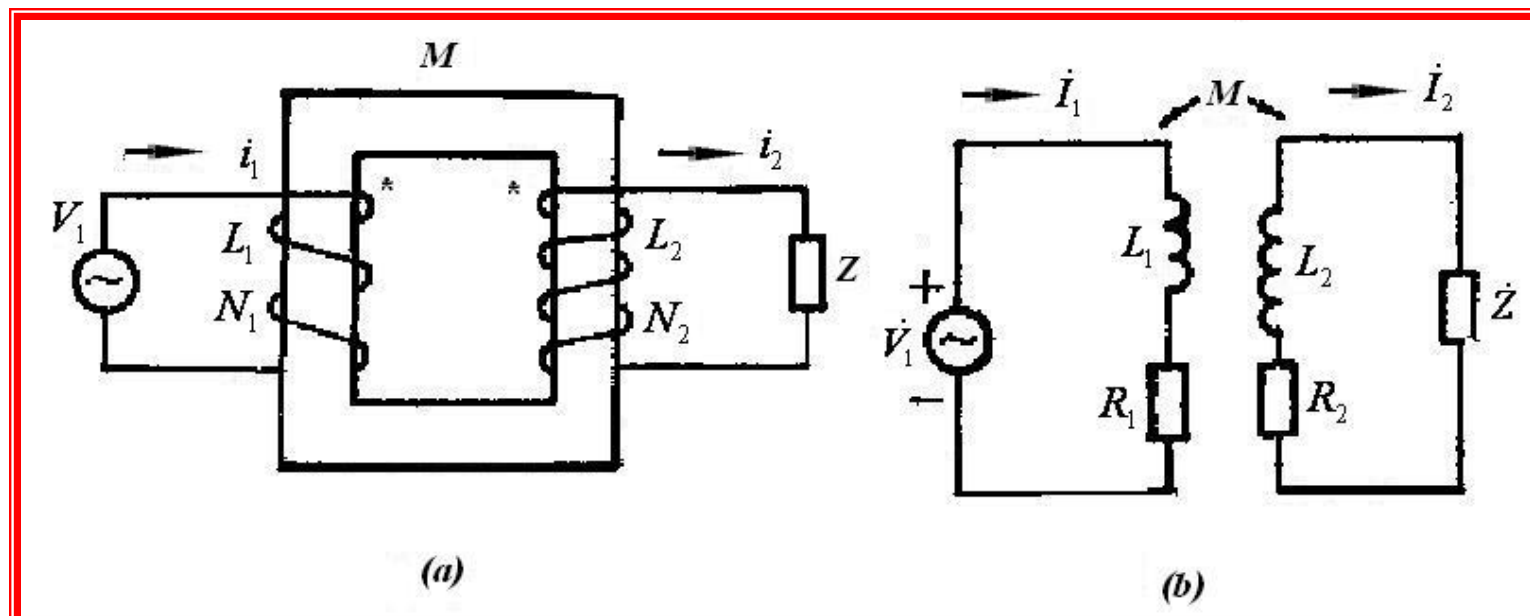 M
i₁
i₂
* *
V₁
~
L₁
L₂
Z
N₁
N₂
(a)
İ₁
M
İ₂
L₁
L₂
+
V̇₁
~
Ż
−
R₁
R₂
(b)